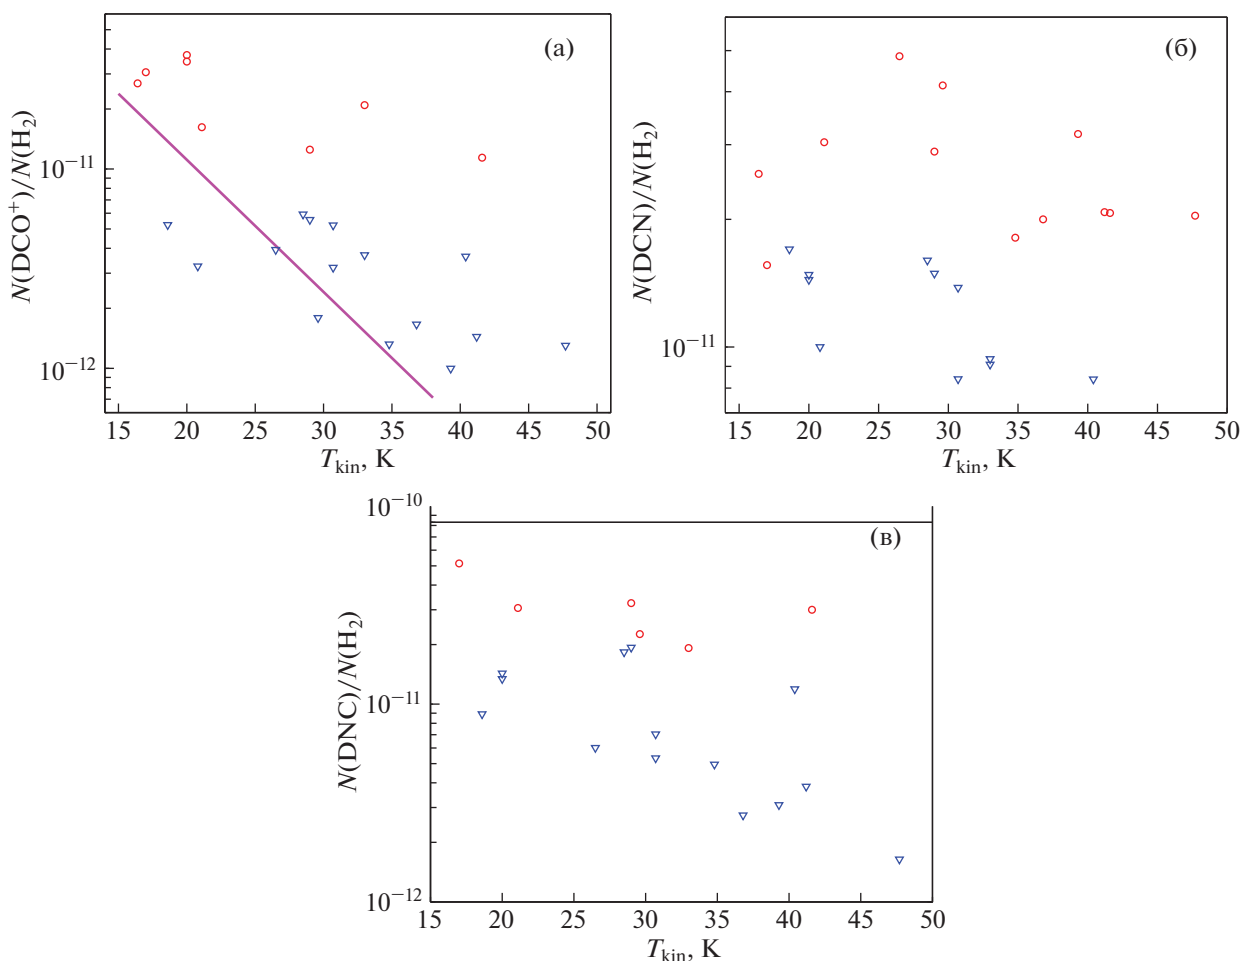 (а)
N(DCO⁺)/N(H₂)
10⁻¹¹
10⁻¹²
15 20 25 30 35 40 45 50
T_kin, K
(б)
N(DCN)/N(H₂)
10⁻¹¹
15 20 25 30 35 40 45 50
T_kin, K
(в)
N(DNC)/N(H₂)
10⁻¹⁰
10⁻¹¹
10⁻¹²
15 20 25 30 35 40 45 50
T_kin, K